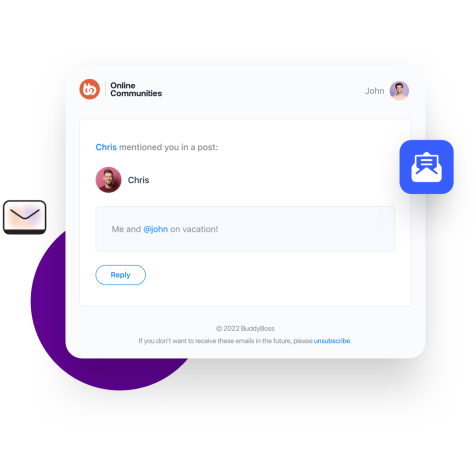 Online
Communities
John
Chris mentioned you in a post:
Chris
Me and @john on vacation!
Reply
© 2022 BuddyBoss
If you don't want to receive these emails in the future, please unsubscribe.